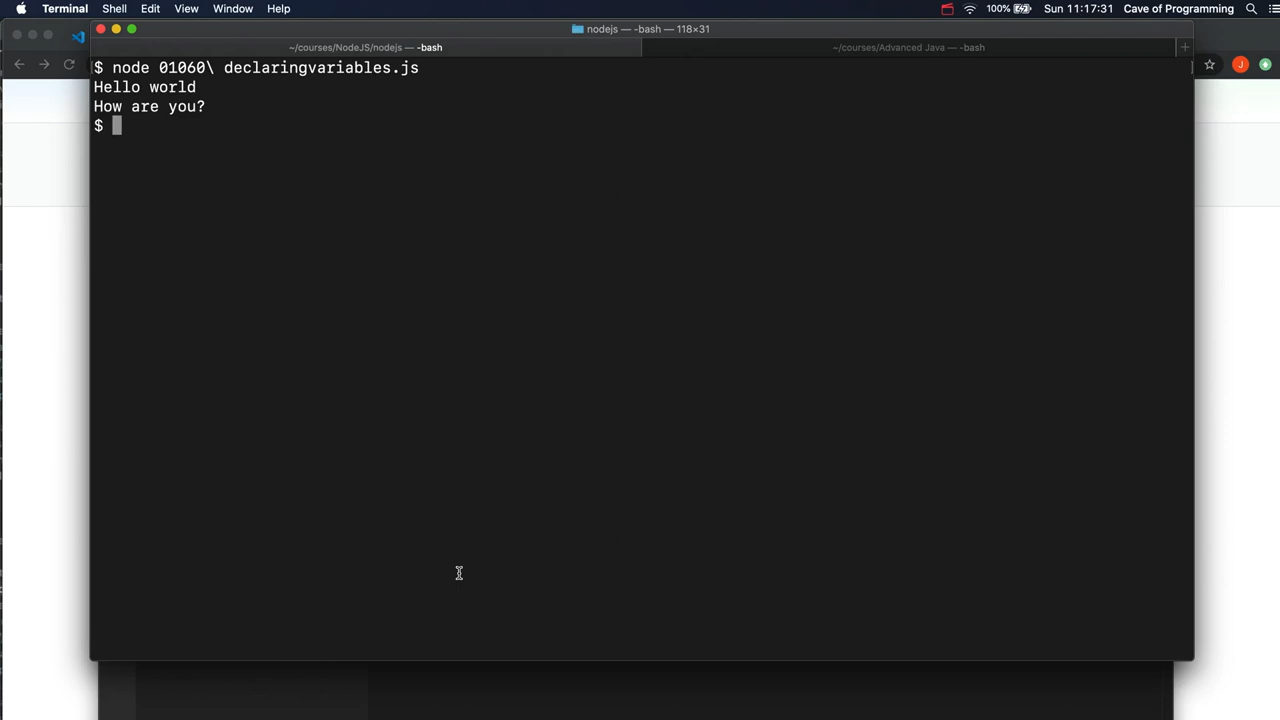 Terminal Shell Edit View Window Help 100% Sun 11:17:31 Cave of Programming
nodejs — -bash — 118×31
~/courses/NodeJS/nodejs — -bash ~/courses/Advanced Java — -bash +
$ node 01060\ declaringvariables.js
Hello world
How are you?
$
J